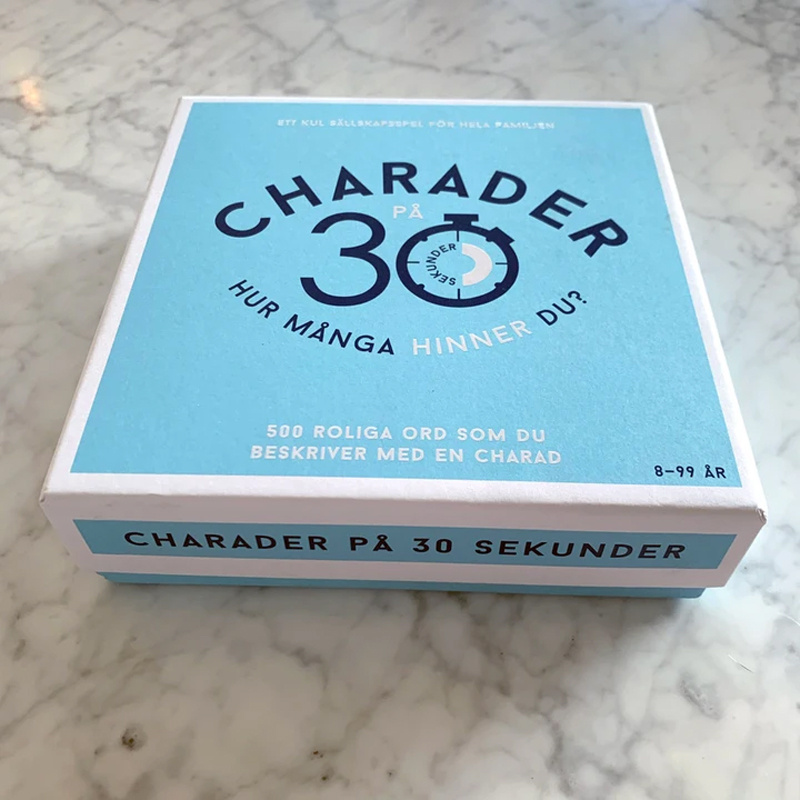 ETT KUL SÄLLSKAPSSPEL FÖR HELA FAMILJEN
CHARADER
PÅ
30
SEKUNDER
HUR MÅNGA HINNER DU?
500 ROLIGA ORD SOM DU
BESKRIVER MED EN CHARAD
8–99 ÅR
CHARADER PÅ 30 SEKUNDER